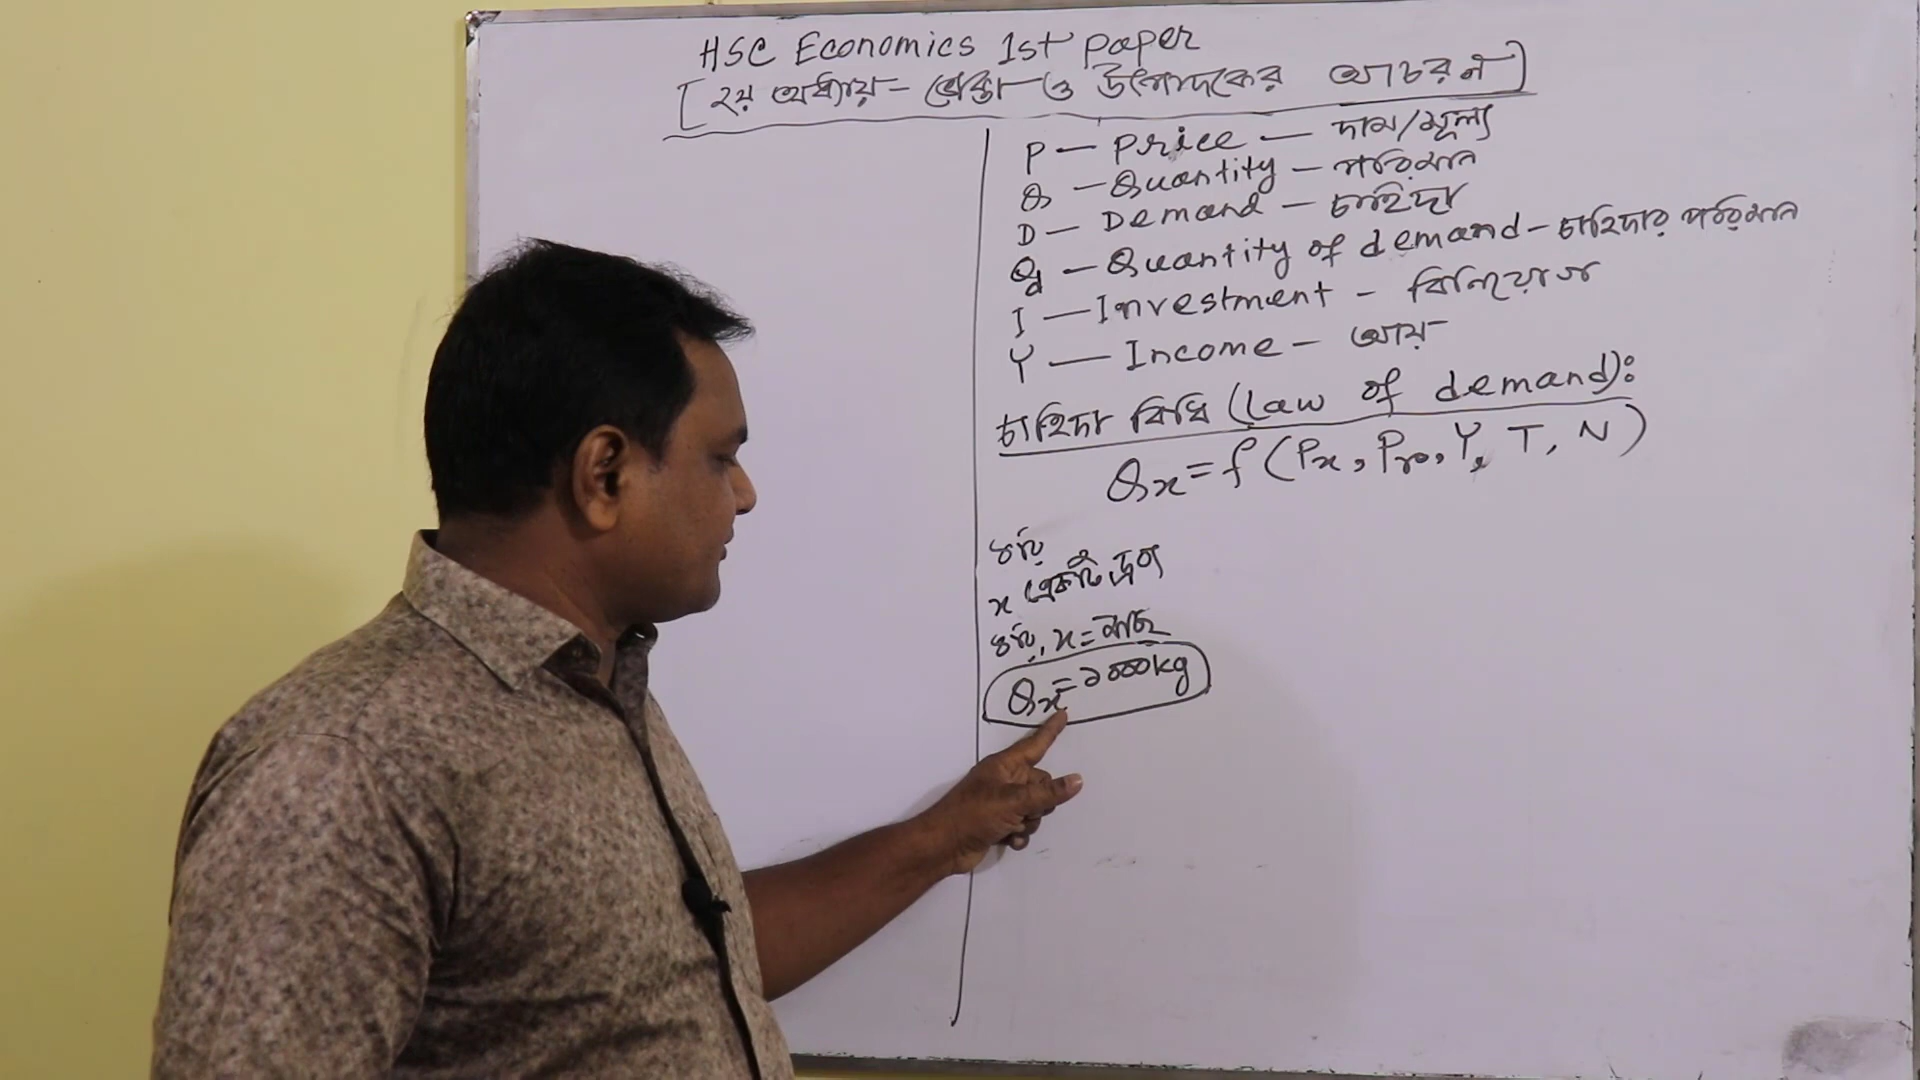 HSC Economics 1st paper
[২য় অধ্যায় - ভোক্তা ও উৎপাদকের আচরণ]
P — Price — দাম/মূল্য
Q — Quantity — পরিমান
D — Demand — চাহিদা
Qd — Quantity of demand - চাহিদার পরিমান
I — Investment - বিনিয়োগ
Y — Income - আয়
চাহিদা বিধি (Law of demand):
Qx = f (Px, Pro, Y, T, N)
ধরি
x একটি দ্রব্য
ধরি, x = মাছ
Qx = ১০০০kg